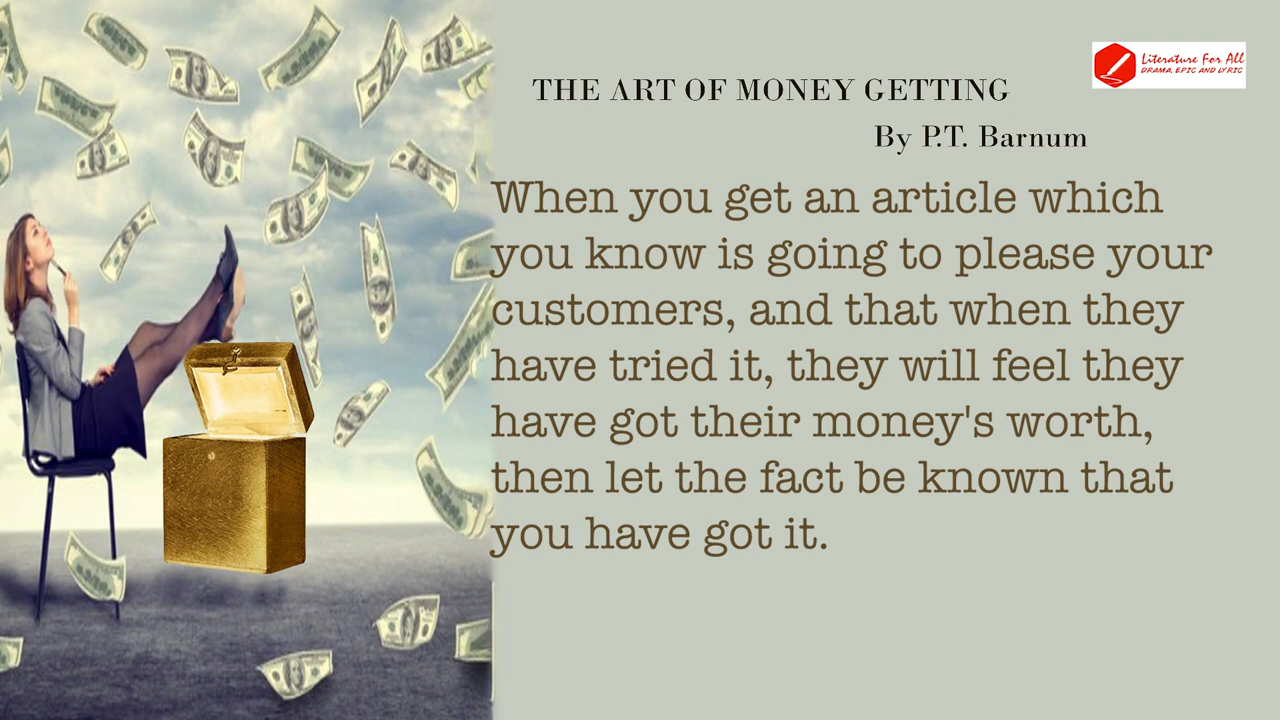 THE ART OF MONEY GETTING
Literature For All
DRAMA, EPIC AND LYRIC
By P.T. Barnum
When you get an article which
you know is going to please your
customers, and that when they
have tried it, they will feel they
have got their money's worth,
then let the fact be known that
you have got it.